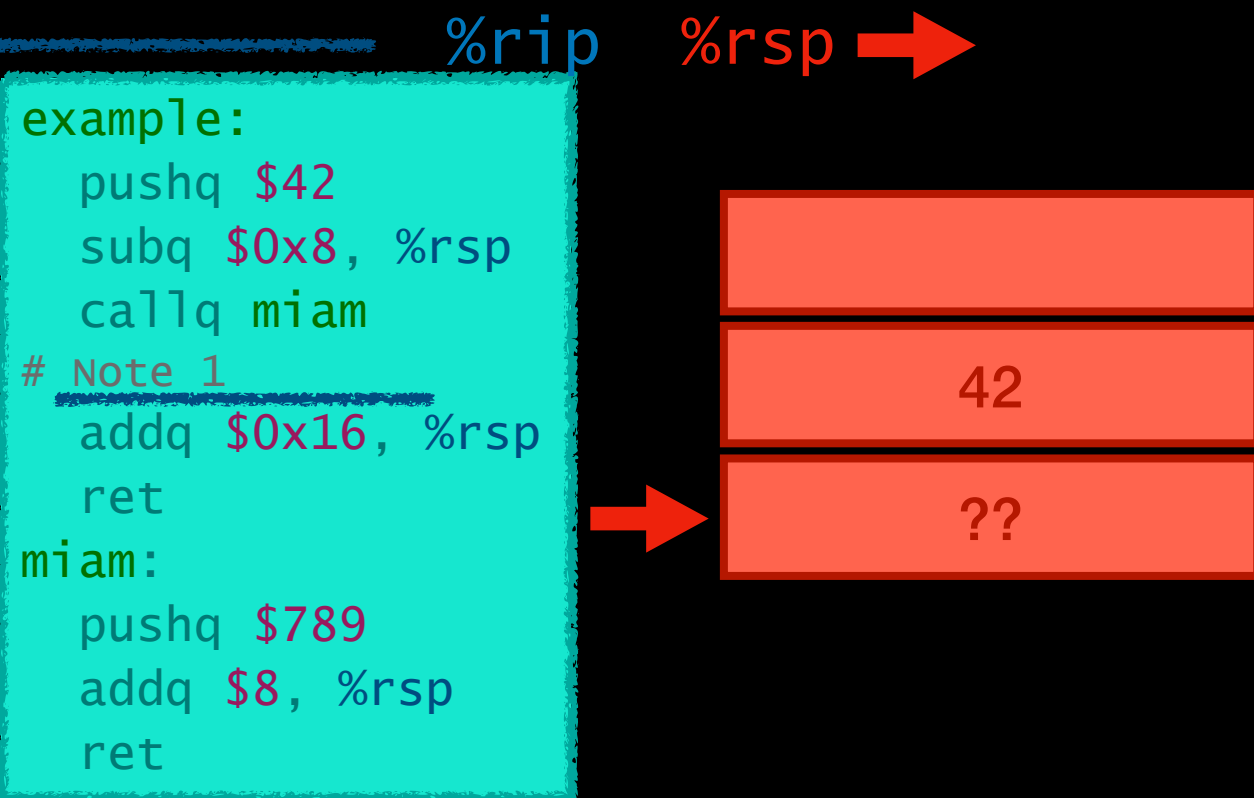 %rip %rsp
example:
pushq $42
subq $0x8, %rsp
callq miam
# Note 1
addq $0x16, %rsp
ret
miam:
pushq $789
addq $8, %rsp
ret
42
??